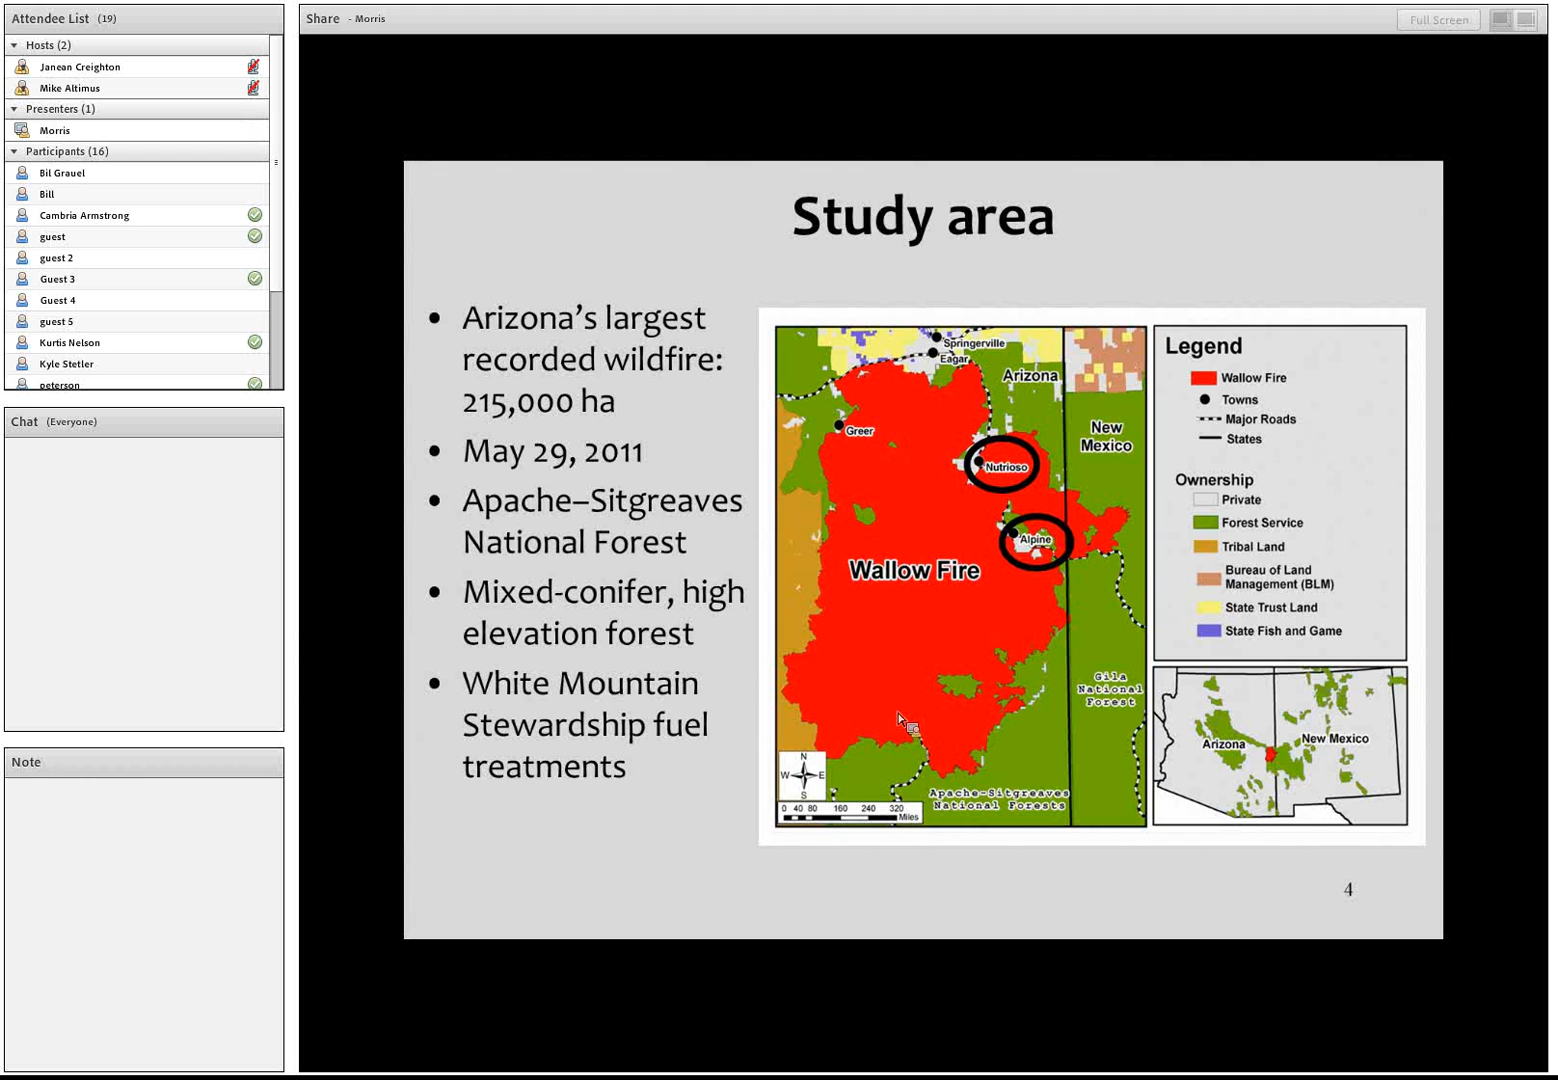 Attendee List (19)
Hosts (2)
Janean Creighton
Mike Altimus
Presenters (1)
Morris
Participants (16)
Bil Grauel
Bill
Cambria Armstrong
guest
guest 2
Guest 3
Guest 4
guest 5
Kurtis Nelson
Kyle Stetler
peterson
Chat (Everyone)
Note
Share - Morris
Full Screen
Study area
• Arizona’s largest
recorded wildfire:
215,000 ha
• May 29, 2011
• Apache–Sitgreaves
National Forest
• Mixed-conifer, high
elevation forest
• White Mountain
Stewardship fuel
treatments
Springerville
Eagar
Arizona
Greer
New
Mexico
Nutrioso
Alpine
Wallow Fire
Gila
National
Forest
Apache-Sitgreaves
National Forests
N
W E
S
0 40 80 160 240 320
Miles
Legend
Wallow Fire
Towns
Major Roads
States
Ownership
Private
Forest Service
Tribal Land
Bureau of Land
Management (BLM)
State Trust Land
State Fish and Game
Arizona
New Mexico
4